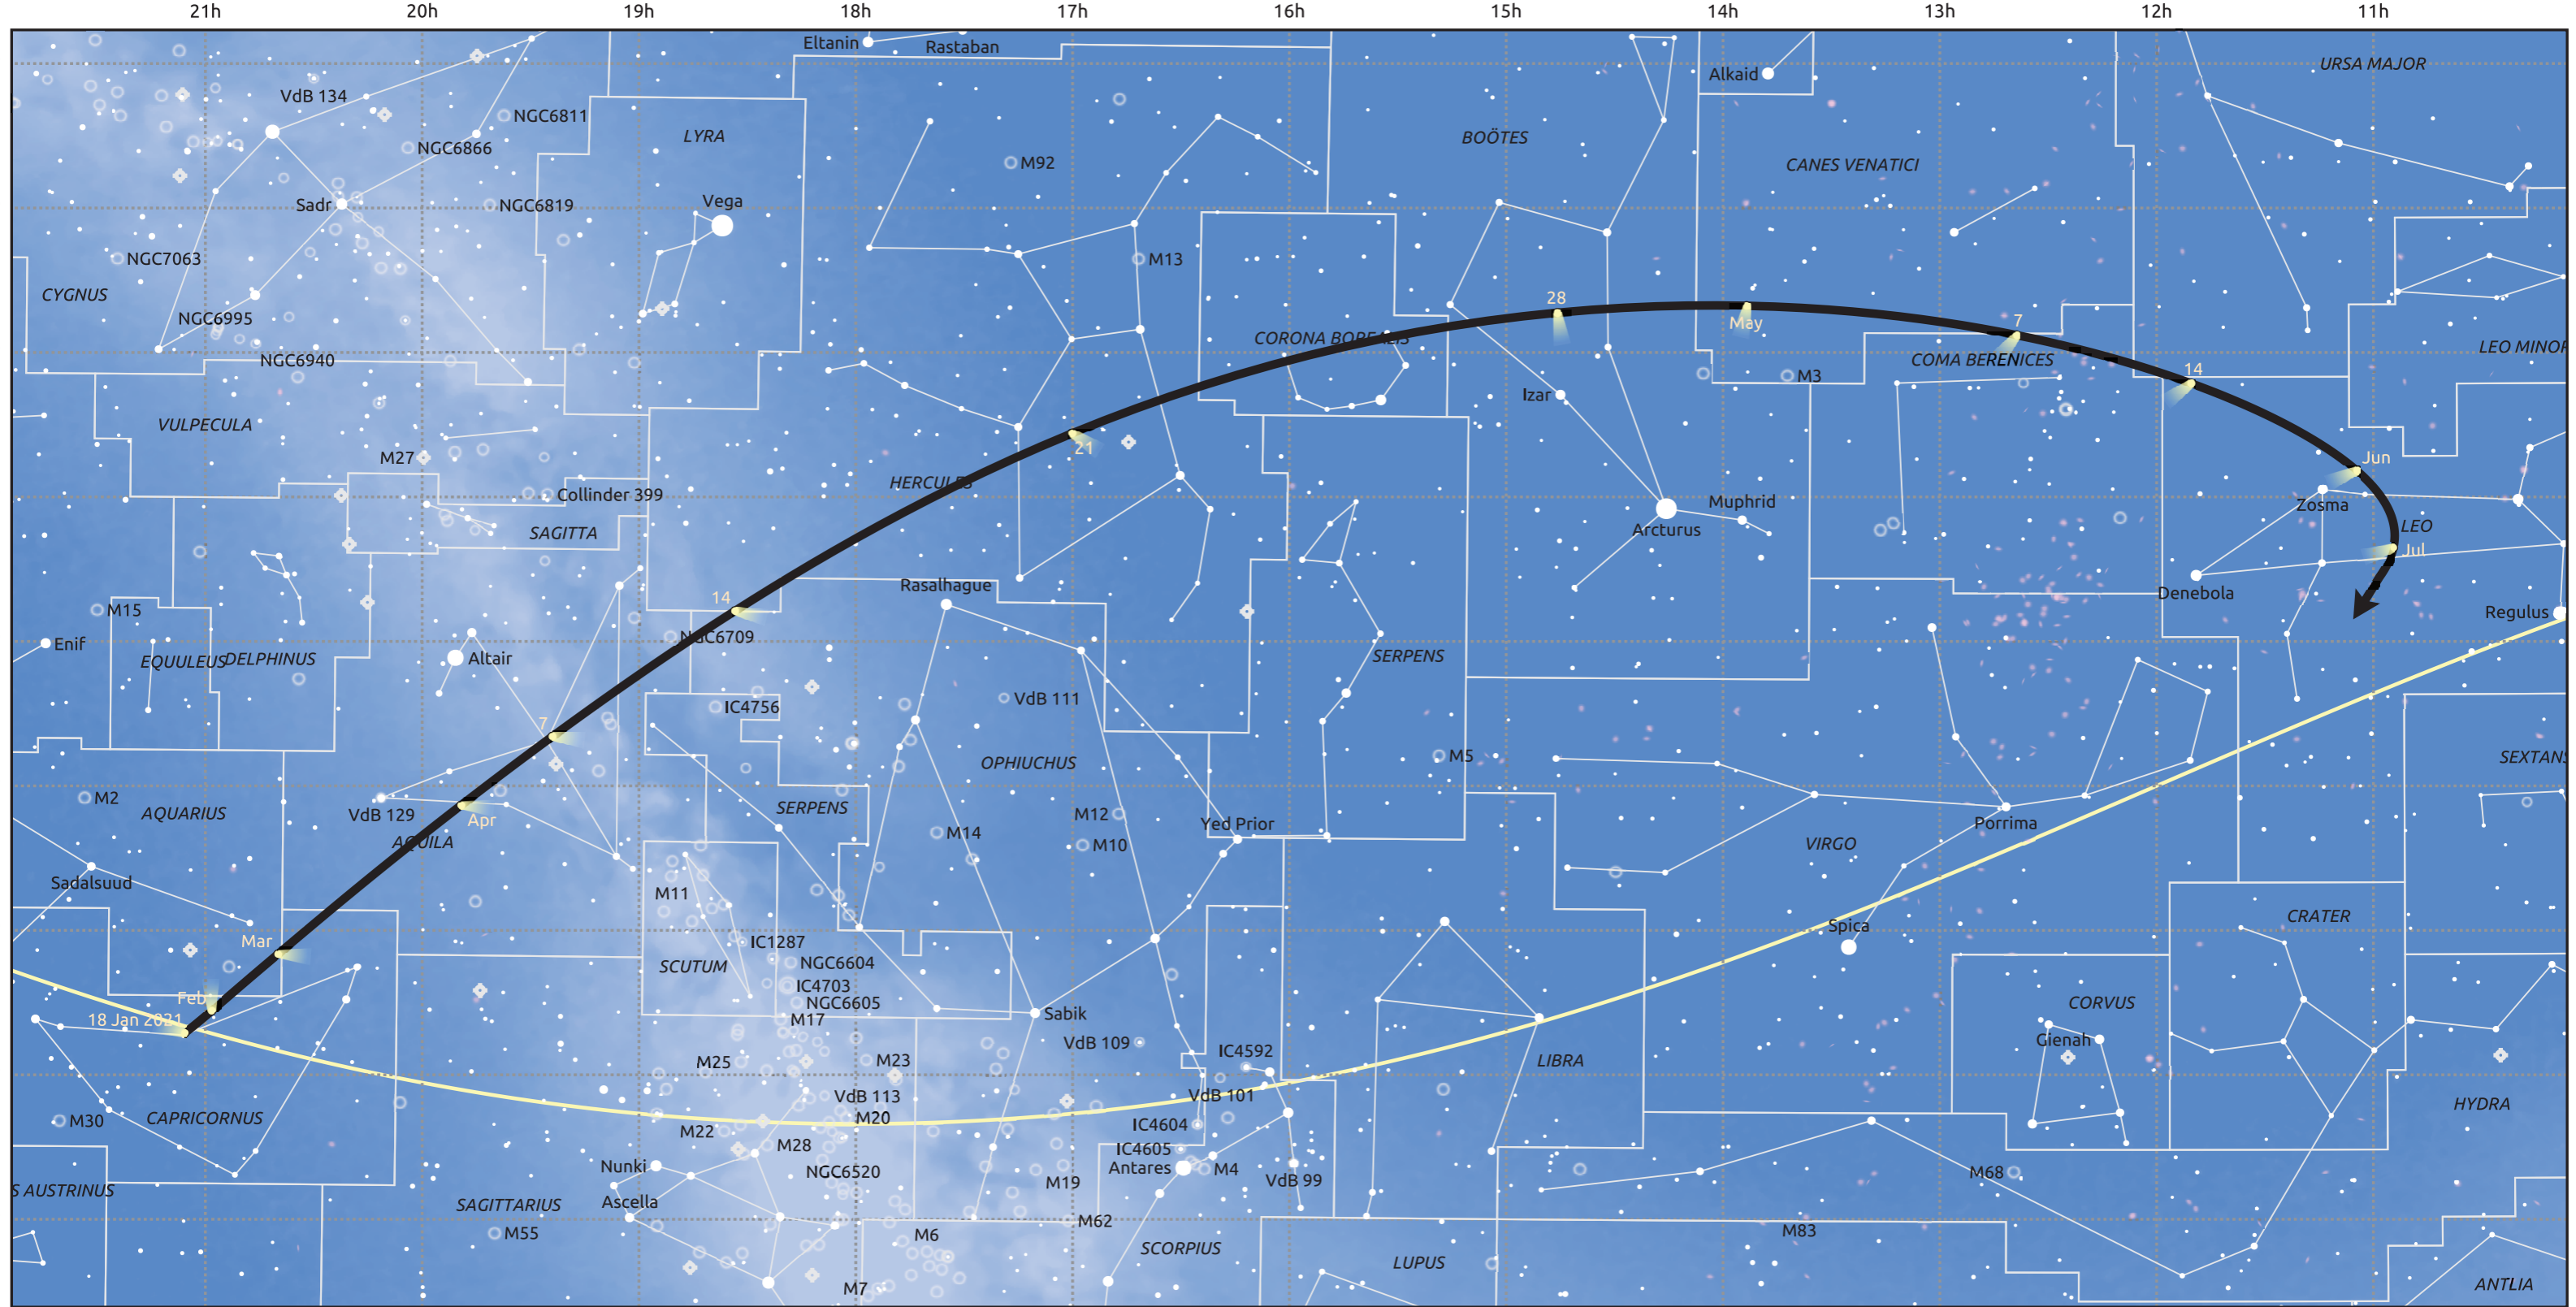 21h 20h 19h 18h 17h 16h 15h 14h 13h 12h 11h
Eltanin
Rastaban
URSA MAJOR
Alkaid
VdB 134
NGC6811
LYRA
BOÖTES
NGC6866
M92
CANES VENATICI
Vega
Sadr
NGC6819
NGC7063
M13
CYGNUS
28
NGC6995
May
7
CORONA BOREALIS
LEO MINOR
NGC6940
COMA BERENICES
14
M3
Izar
VULPECULA
21
M27
Jun
HERCULES
Collinder 399
Muphrid
Zosma
SAGITTA
Arcturus
LEO
Jul
Rasalhague
Denebola
14
M15
Regulus
NGC6709
Enif
EQUULEUS
DELPHINUS
Altair
SERPENS
VdB 111
IC4756
7
M5
SEXTANS
OPHIUCHUS
M2
AQUARIUS
VdB 129
SERPENS
M12
Apr
Yed Prior
Porrima
AQUILA
M14
M10
VIRGO
Sadalsuud
M11
CRATER
Spica
Mar
IC1287
SCUTUM
NGC6604
IC4703
Feb
NGC6605
CORVUS
18 Jan 2021
M17
Sabik
Gienah
VdB 109
IC4592
M25
M23
LIBRA
VdB 113
VdB 101
HYDRA
M30
CAPRICORNUS
M20
IC4604
M22
M28
IC4605
Nunki
NGC6520
Antares
M4
M68
M19
VdB 99
S AUSTRINUS
SAGITTARIUS
Ascella
M62
M55
M6
M83
SCORPIUS
LUPUS
M7
ANTLIA